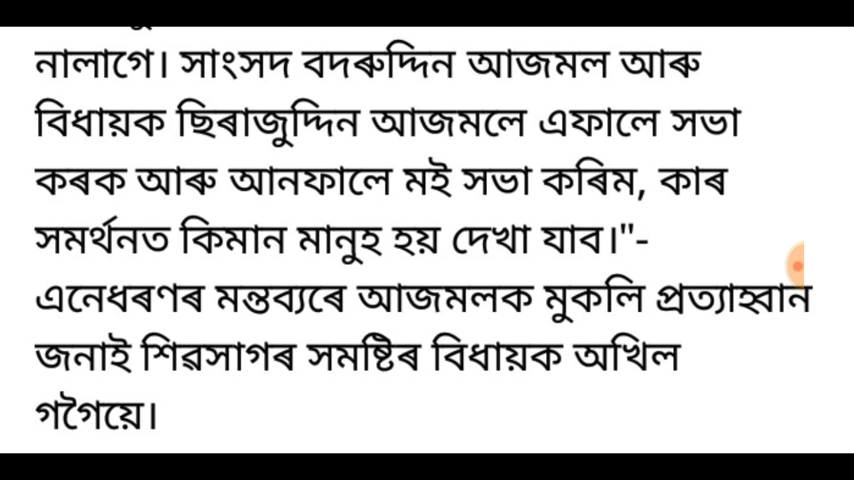 নালাগে। সাংসদ বদৰুদ্দিন আজমল আৰু
বিধায়ক ছিৰাজুদ্দিন আজমলে এফালে সভা
কৰক আৰু আনফালে মই সভা কৰিম, কাৰ
সমৰ্থনত কিমান মানুহ হয় দেখা যাব।"-
এনেধৰণৰ মন্তব্যৰে আজমলক মুকলি প্ৰত্যাহ্বান
জনাই শিৱসাগৰ সমষ্টিৰ বিধায়ক অখিল
গগৈয়ে।